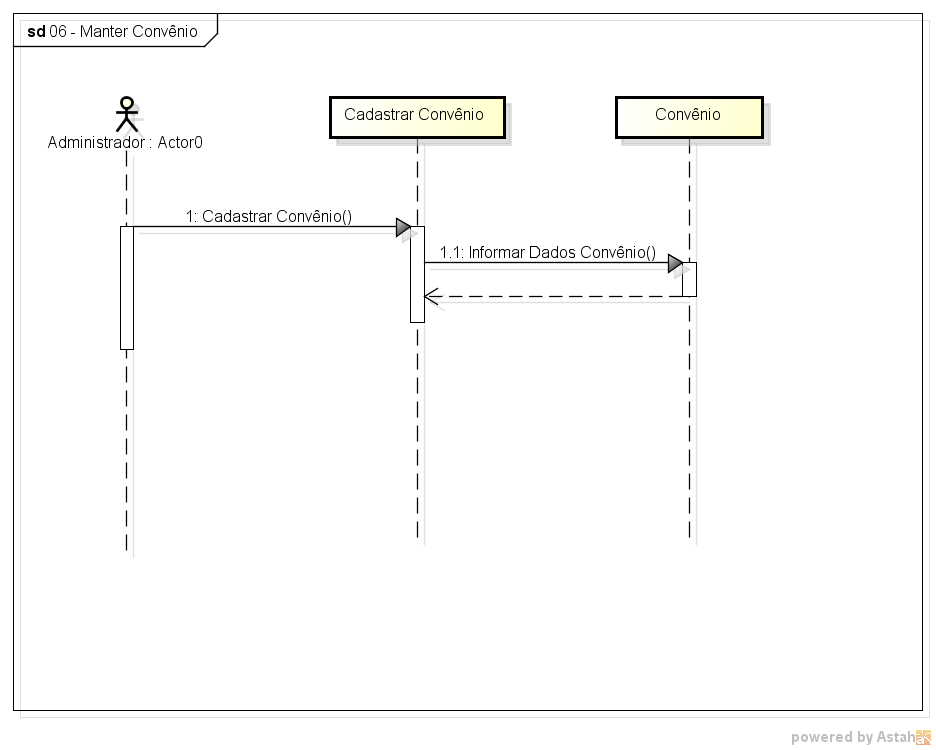 sd 06 - Manter Convênio
Administrador : Actor0
Cadastrar Convênio
Convênio
1: Cadastrar Convênio()
1.1: Informar Dados Convênio()
powered by Astah